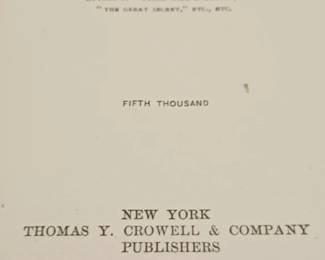 "THE GREAT SECRET," ETC., ETC.
FIFTH THOUSAND
NEW YORK
THOMAS Y. CROWELL & COMPANY
PUBLISHERS